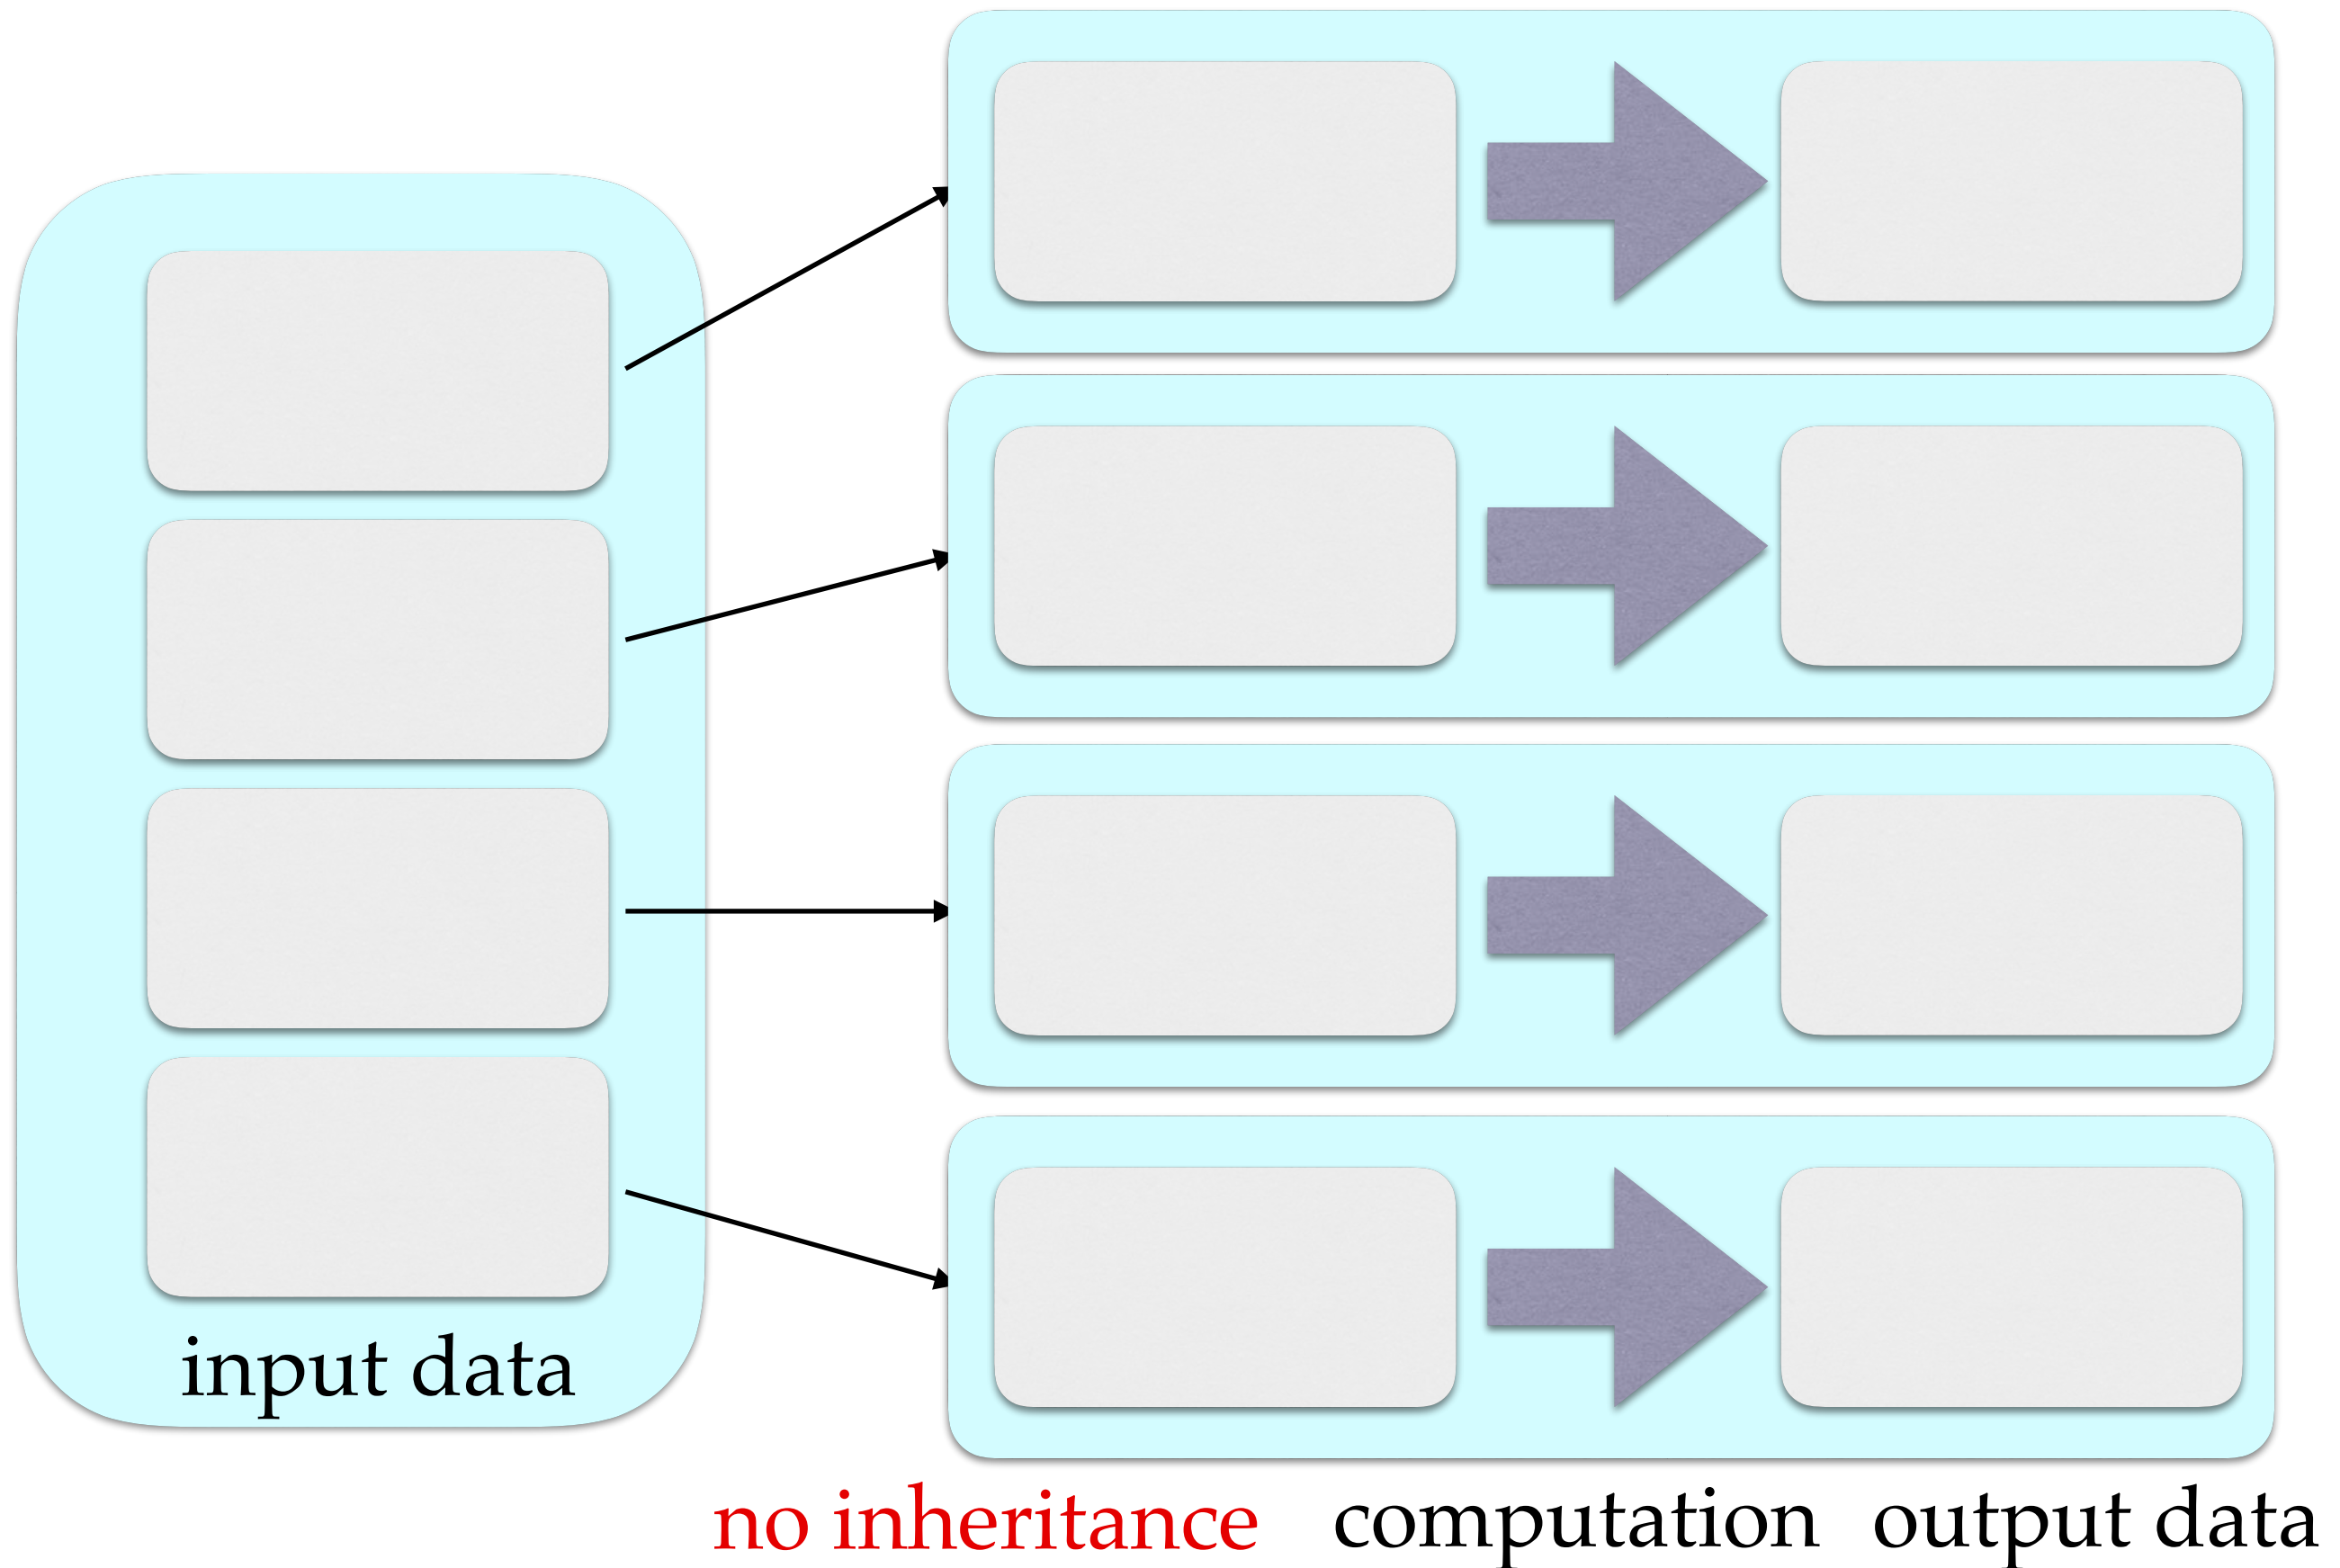 input data
no inheritance
computation
output data